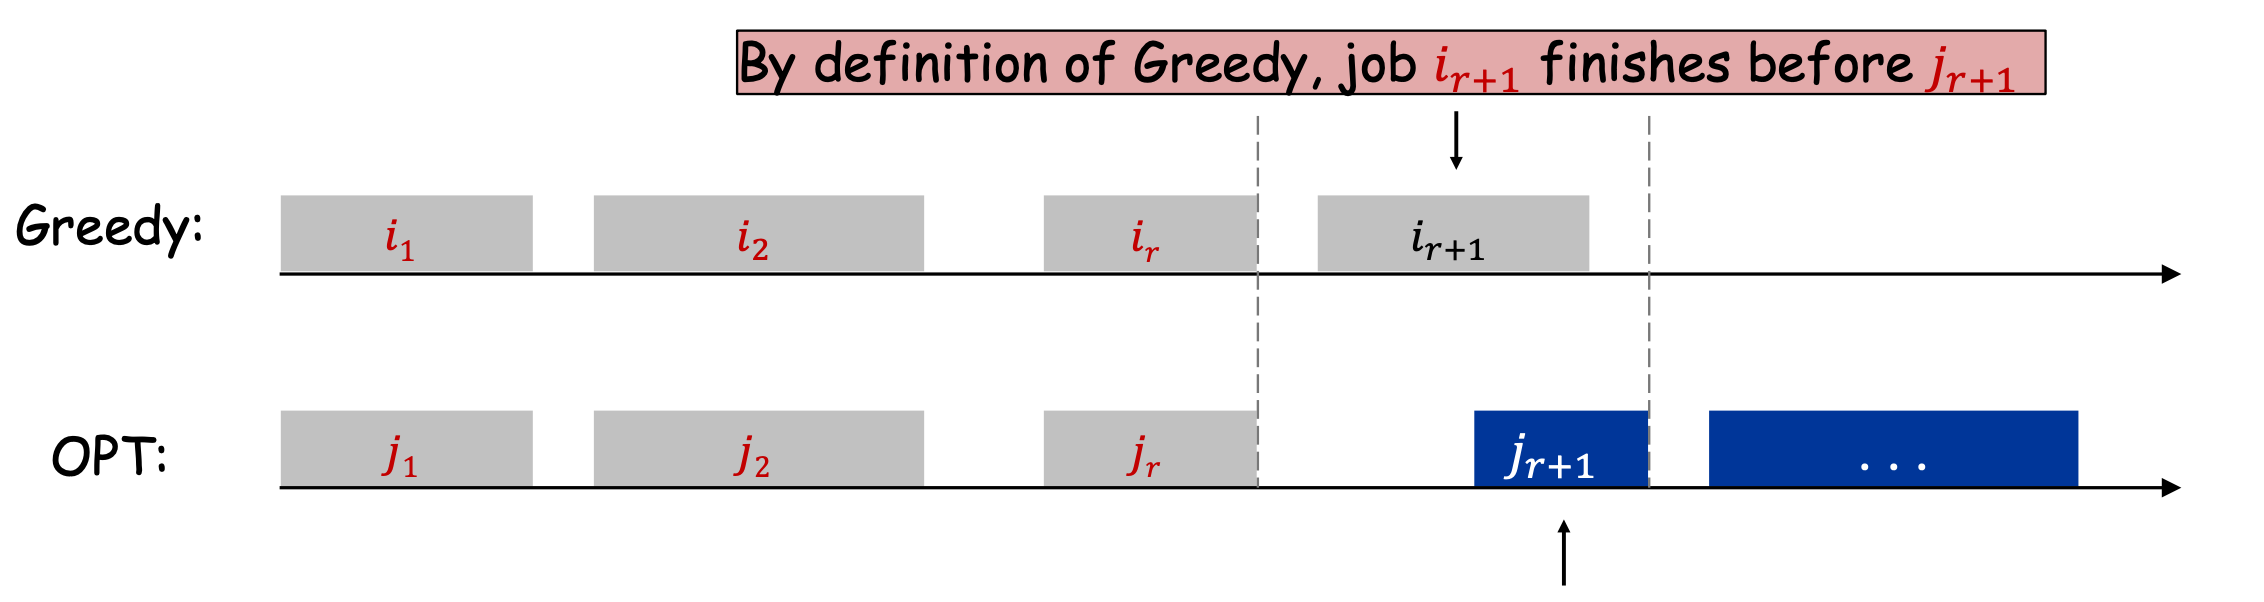 By definition of Greedy, job i_{r+1} finishes before j_{r+1}
Greedy: i_1 i_2 i_r i_{r+1}
OPT: j_1 j_2 j_r j_{r+1} . . .